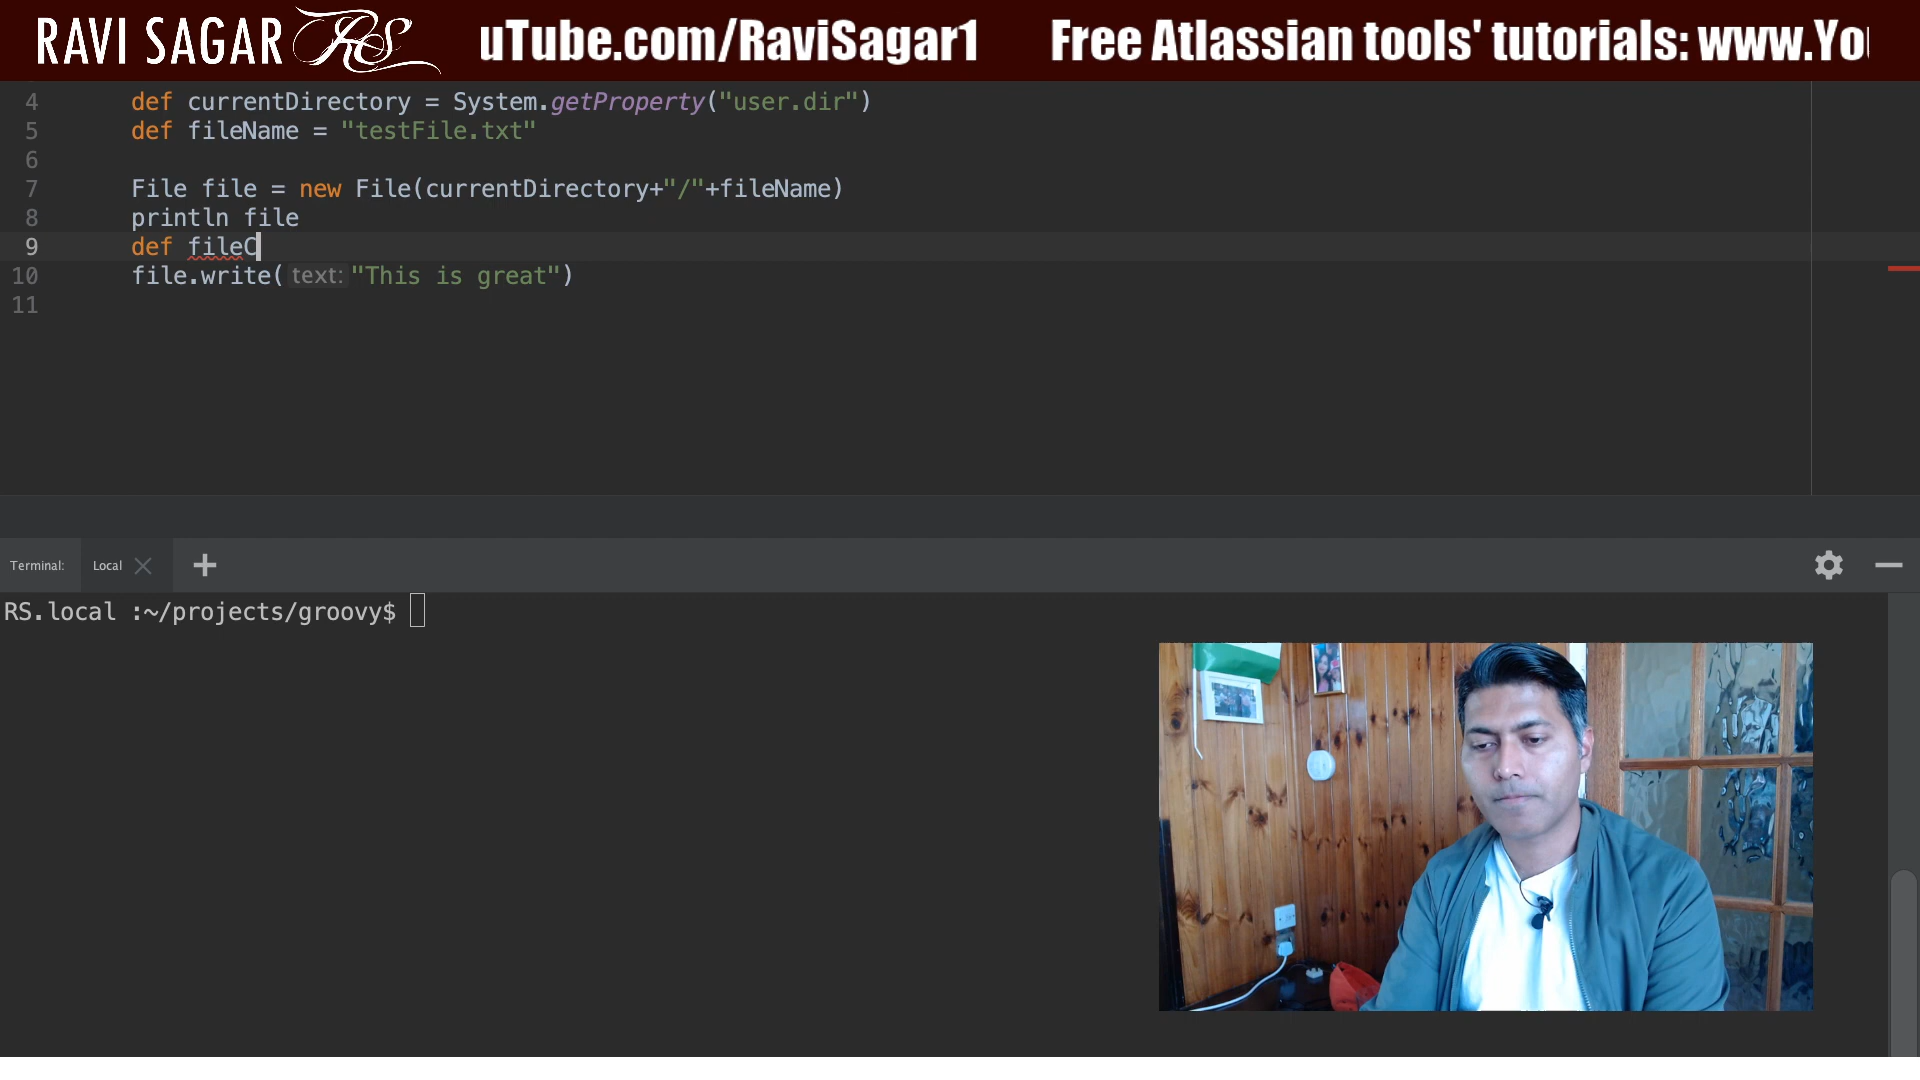 RAVI SAGAR RS uTube.com/RaviSagar1 Free Atlassian tools' tutorials: www.Yo
4 def currentDirectory = System.getProperty("user.dir")
5 def fileName = "testFile.txt"
6
7 File file = new File(currentDirectory+"/"+fileName)
8 println file
9 def fileC
10 file.write( text: "This is great")
11
Terminal: Local
RS.local :~/projects/groovy$